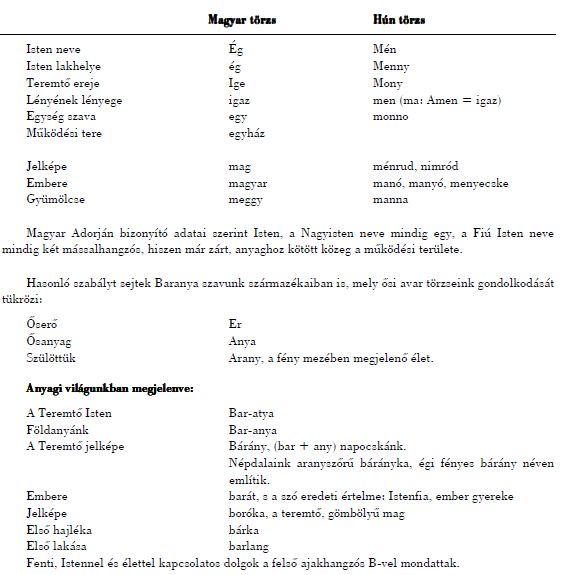 Magyar törzs Hún törzs
Isten neve Ég Mén
Isten lakhelye ég Menny
Teremtő ereje Ige Mony
Lényének lényege igaz men (ma: Amen = igaz)
Egység szava egy monno
Működési tere egyház
Jelképe mag ménrud, nimród
Embere magyar manó, manyó, menyecske
Gyümölcse meggy manna
Magyar Adorján bizonyító adatai szerint Isten, a Nagyisten neve mindig egy, a Fiú Isten neve
mindig két mássalhangzós, hiszen már zárt, anyaghoz kötött közeg a működési területe.
Hasonló szabályt sejtek Baranya szavunk származékaiban is, mely ősi avar törzseink gondolkodását
tükrözi:
Őserő Er
Ősanyag Anya
Szülöttük Arany, a fény mezében megjelenő élet.
Anyagi világunkban megjelenve:
A Teremtő Isten Bar-atya
Földanyánk Bar-anya
A Teremtő jelképe Bárány, (bar + any) napocskánk.
Népdalaink aranyszőrű bárányka, égi fényes bárány néven
említik.
Embere barát, s a szó eredeti értelme: Istenfia, ember gyereke
Jelképe boróka, a teremtő, gömbölyű mag
Első hajléka bárka
Első lakása barlang
Fenti, Istennel és élettel kapcsolatos dolgok a felső ajakhangzós B-vel mondattak.